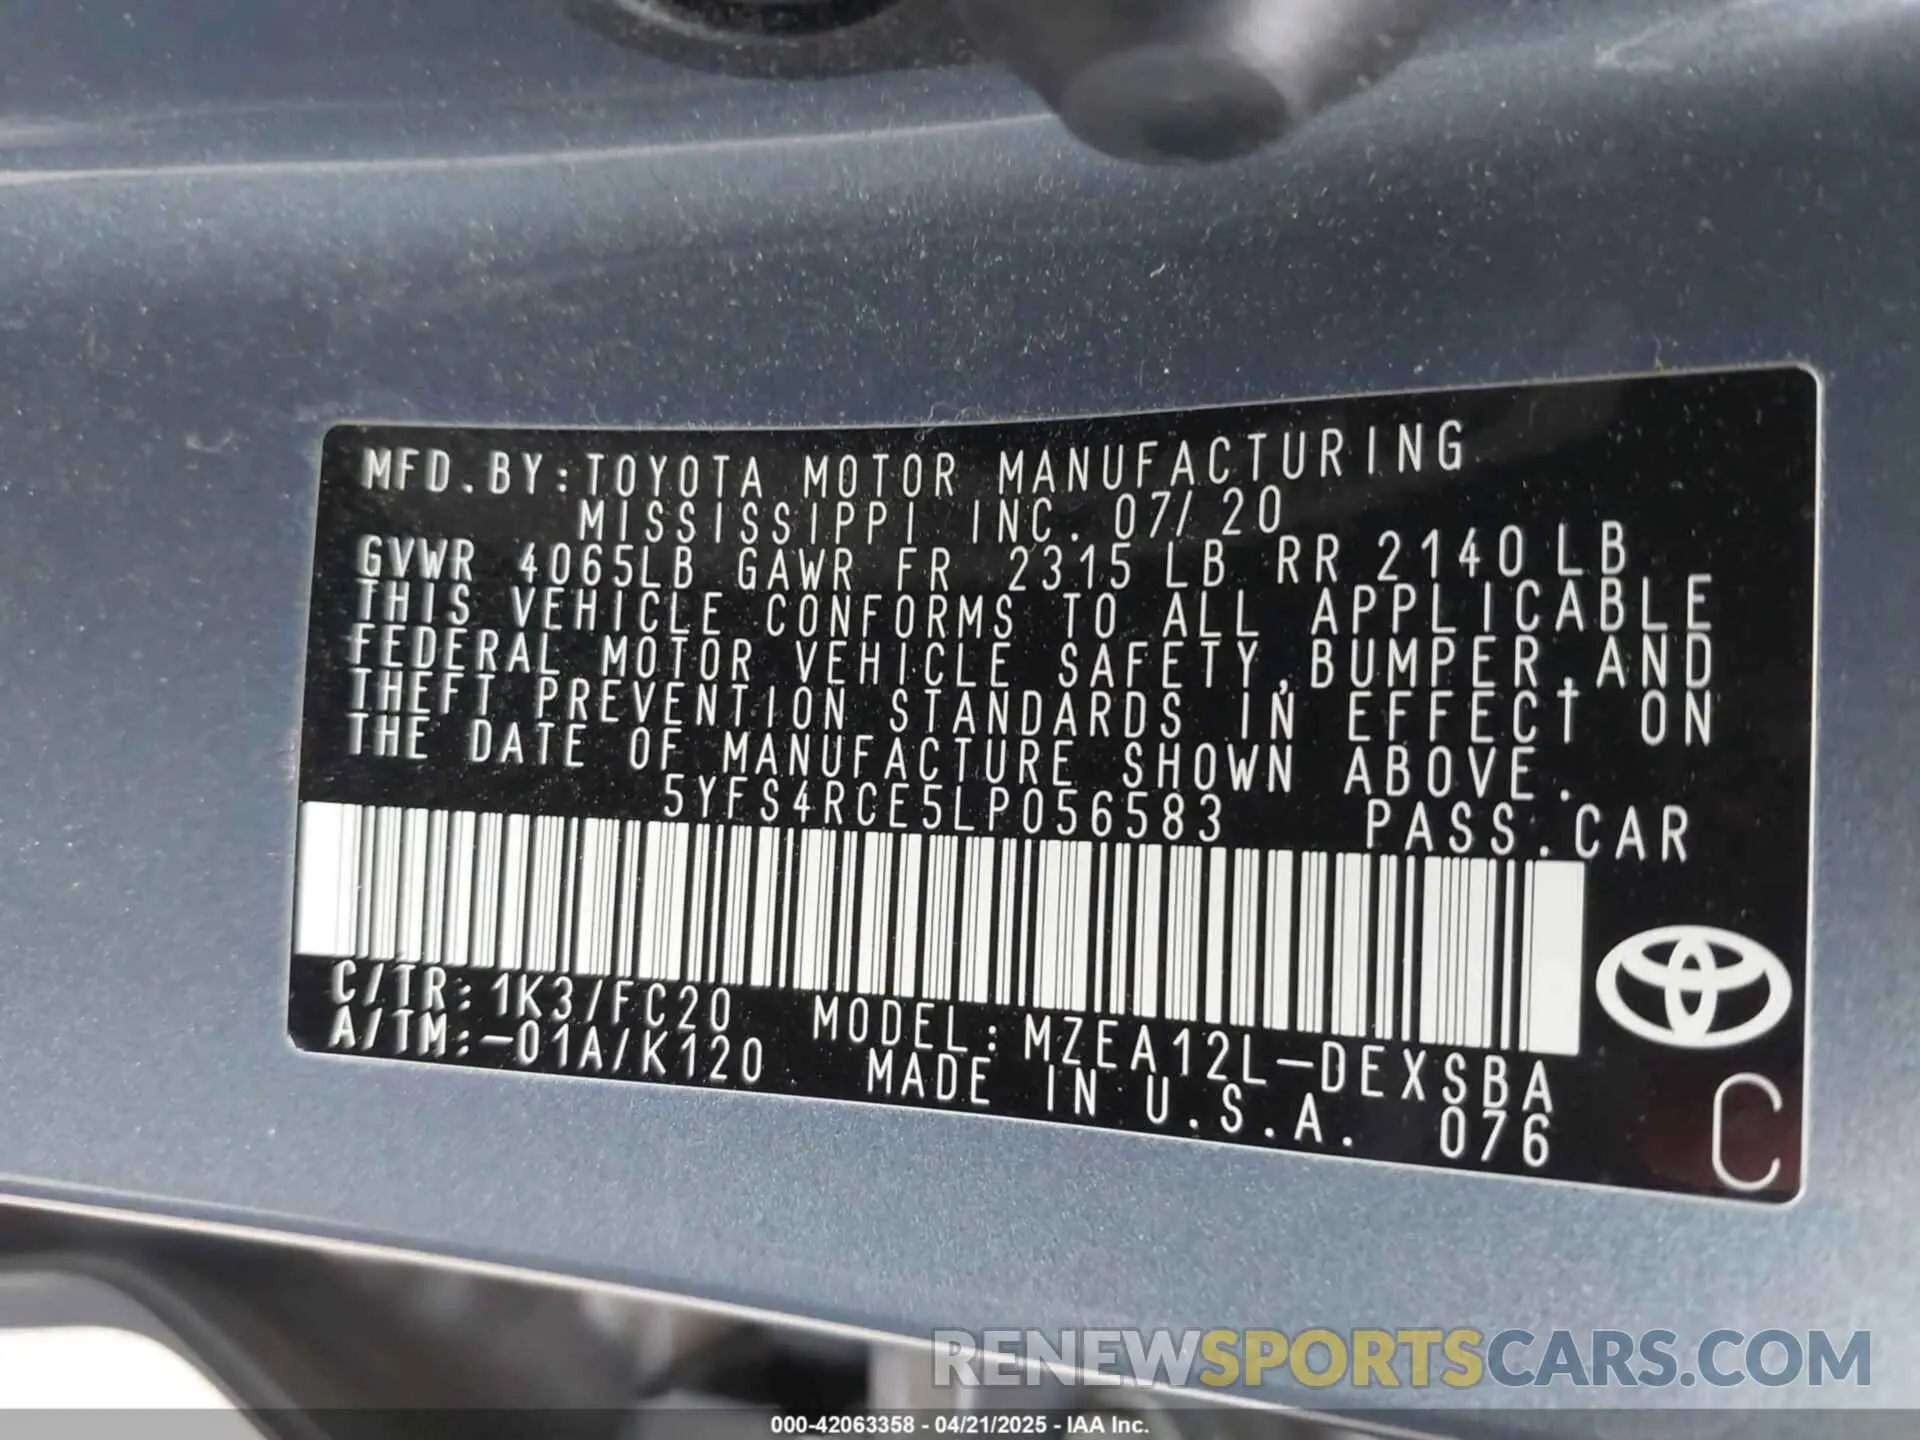 MFD.BY:TOYOTA MOTOR MANUFACTURING
MISSISSIPPI INC. 07/20
GVWR 4065LB GAWR FR 2315LB RR 2140LB
THIS VEHICLE CONFORMS TO ALL APPLICABLE
FEDERAL MOTOR VEHICLE SAFETY,BUMPER,AND
THEFT PREVENTION STANDARDS IN EFFECT ON
THE DATE OF MANUFACTURE SHOWN ABOVE.
5YFS4RCE5LP056583 PASS.CAR
C/TR:1K3/FC20 MODEL:MZEA12L-DEXSBA
A/TM:-01A/K120 MADE IN U.S.A. 076
C
RENEWSPORTSCARS.COM
000-42063358 - 04/21/2025 - IAA Inc.